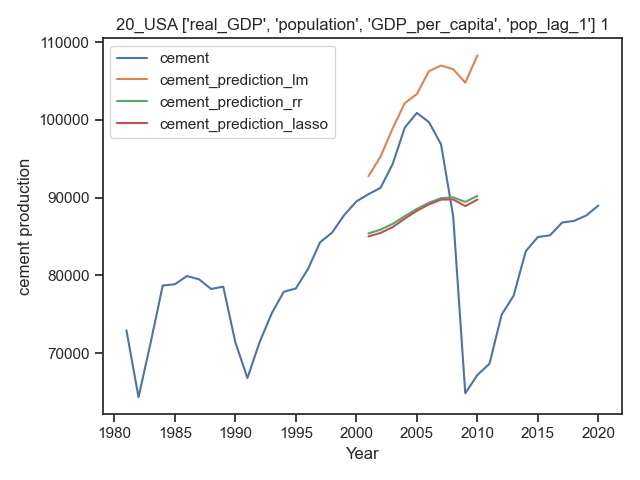 20_USA ['real_GDP', 'population', 'GDP_per_capita', 'pop_lag_1'] 1
110000
100000
90000
80000
70000
cement production
cement
cement_prediction_lm
cement_prediction_rr
cement_prediction_lasso
1980 1985 1990 1995 2000 2005 2010 2015 2020
Year